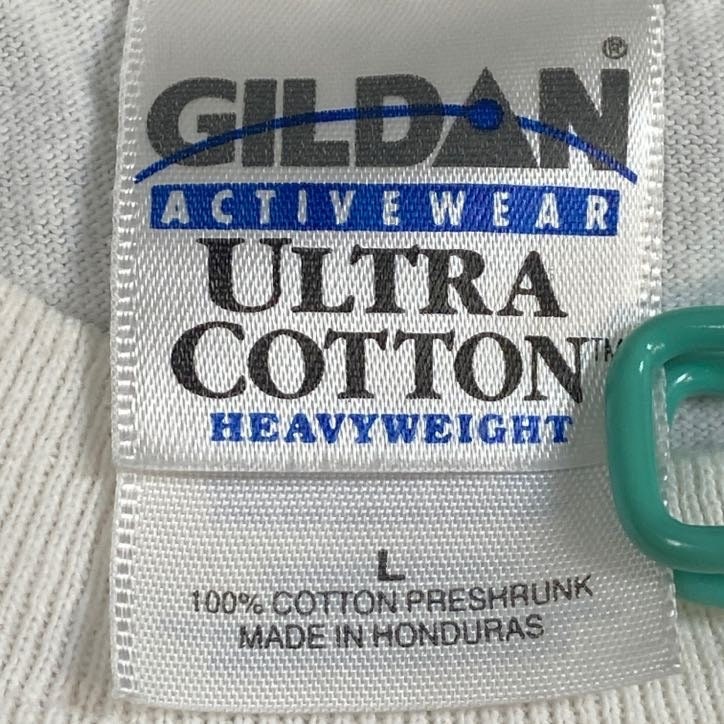 GILDAN®
ACTIVEWEAR
ULTRA
COTTON™
HEAVYWEIGHT
L
100% COTTON PRESHRUNK
MADE IN HONDURAS